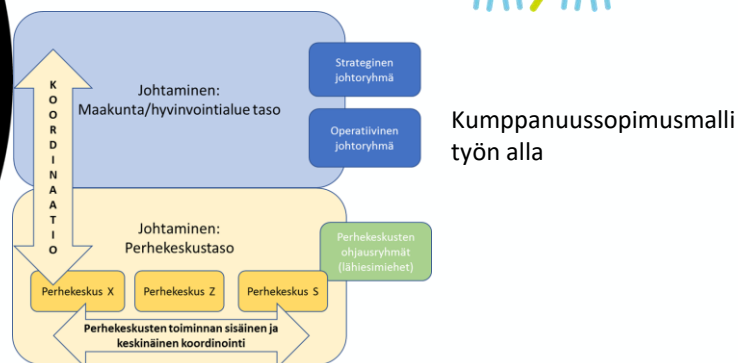 Strateginen
johtoryhmä
Johtaminen:
Maakunta/hyvinvointialue taso
KOORDINAATIO
Operatiivinen
johtoryhmä
Kumppanuussopimusmalli
työn alla
Johtaminen:
Perhekeskustaso
Perhekeskusten
ohjausryhmät
(lähiesimiehet)
Perhekeskus X
Perhekeskus Z
Perhekeskus S
Perhekeskusten toiminnan sisäinen ja
keskinäinen koordinointi